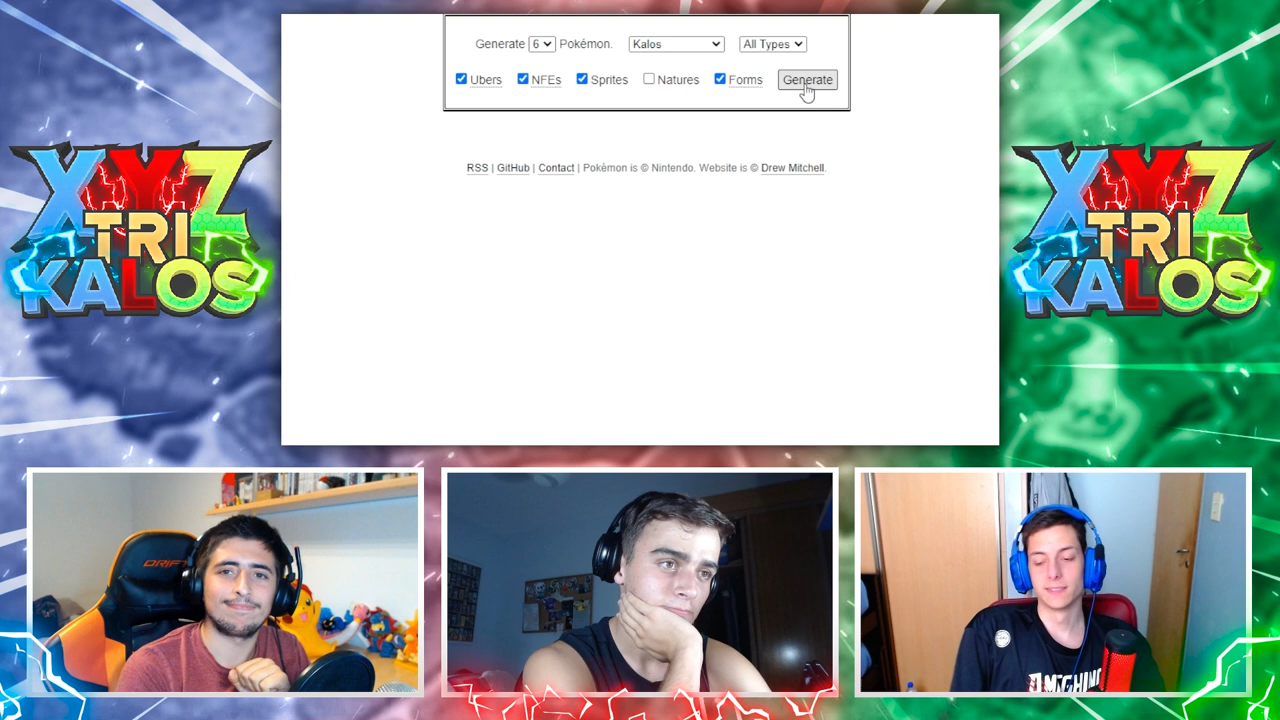 Generate 6 Pokémon. Kalos All Types
Ubers NFEs Sprites Natures Forms Generate
RSS | GitHub | Contact | Pokémon is © Nintendo. Website is © Drew Mitchell.
XYZ
TRI
KALOS
XYZ
TRI
KALOS
DRIFT